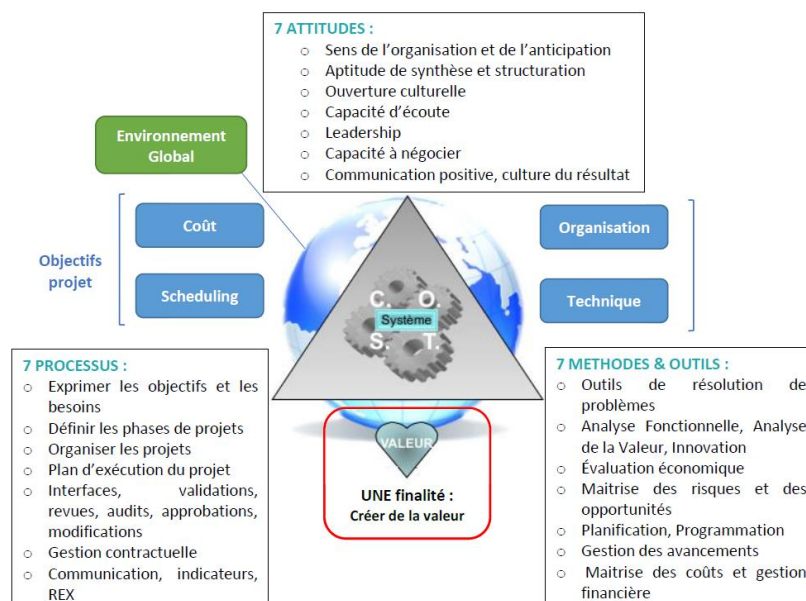 7 ATTITUDES :
○ Sens de l'organisation et de l'anticipation
○ Aptitude de synthèse et structuration
○ Ouverture culturelle
○ Capacité d'écoute
○ Leadership
○ Capacité à négocier
○ Communication positive, culture du résultat
Environnement
Global
Objectifs
projet
Coût
Scheduling
Organisation
Technique
C. O.
Système
S. T.
7 PROCESSUS :
○ Exprimer les objectifs et les
besoins
○ Définir les phases de projets
○ Organiser les projets
○ Plan d'exécution du projet
○ Interfaces, validations,
revues, audits, approbations,
modifications
○ Gestion contractuelle
○ Communication, indicateurs,
REX
VALEUR
UNE finalité :
Créer de la valeur
7 METHODES & OUTILS :
○ Outils de résolution de
problèmes
○ Analyse Fonctionnelle, Analyse
de la Valeur, Innovation
○ Évaluation économique
○ Maitrise des risques et des
opportunités
○ Planification, Programmation
○ Gestion des avancements
○ Maitrise des coûts et gestion
financière